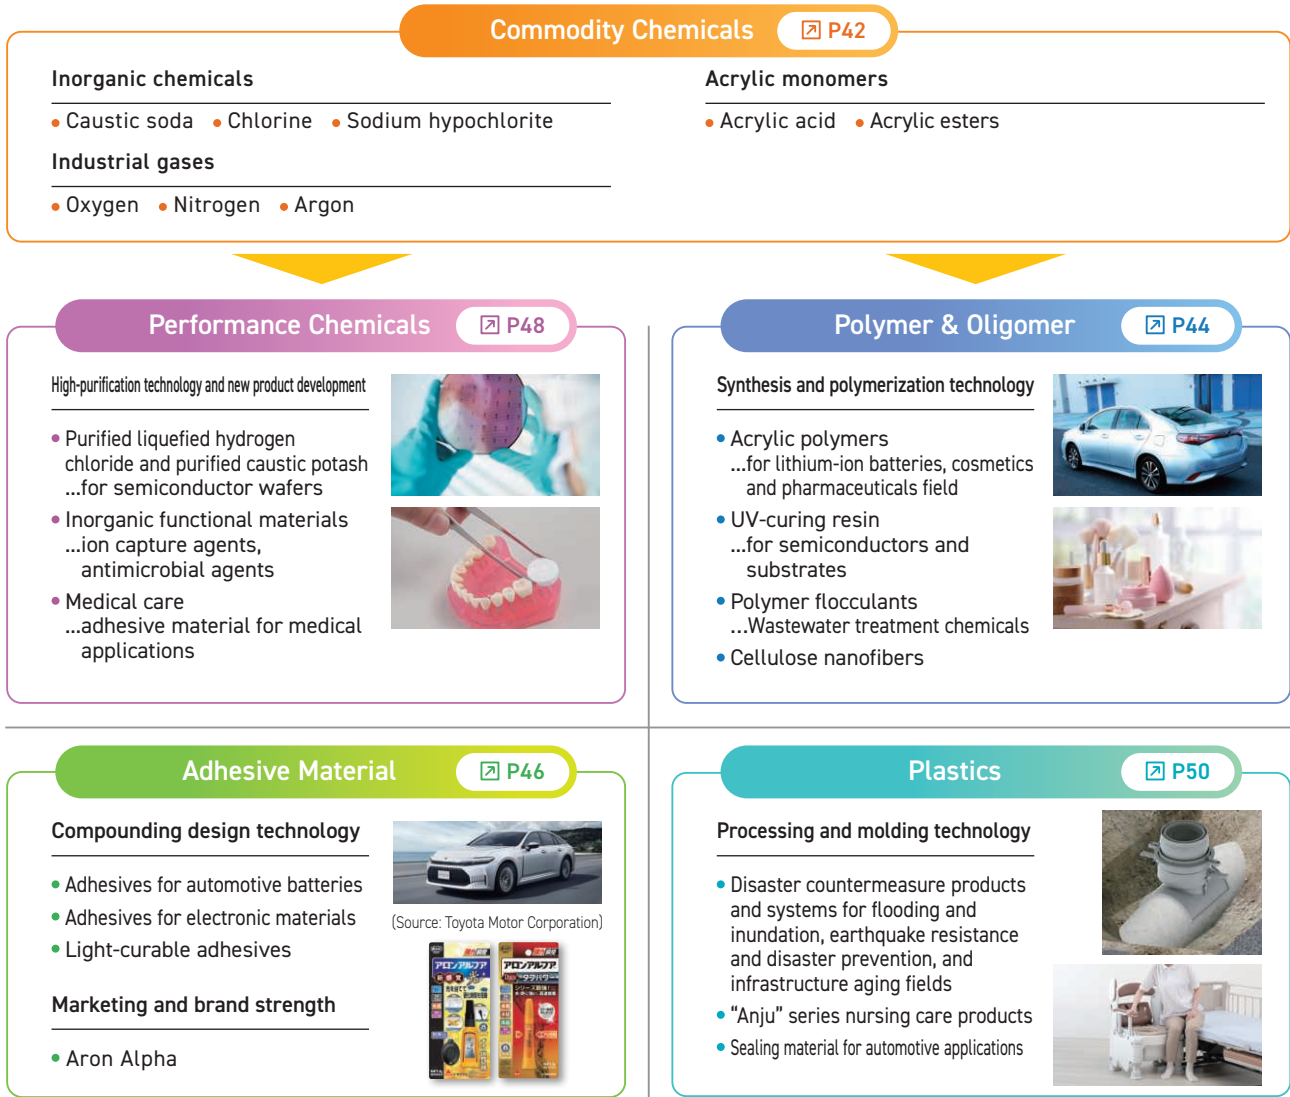 Commodity Chemicals P42
Inorganic chemicals
• Caustic soda • Chlorine • Sodium hypochlorite
Industrial gases
• Oxygen • Nitrogen • Argon
Acrylic monomers
• Acrylic acid • Acrylic esters
Performance Chemicals P48
High-purification technology and new product development
• Purified liquefied hydrogen
chloride and purified caustic potash
...for semiconductor wafers
• Inorganic functional materials
...ion capture agents,
antimicrobial agents
• Medical care
...adhesive material for medical
applications
Polymer & Oligomer P44
Synthesis and polymerization technology
• Acrylic polymers
...for lithium-ion batteries, cosmetics
and pharmaceuticals field
• UV-curing resin
...for semiconductors and
substrates
• Polymer flocculants
...Wastewater treatment chemicals
• Cellulose nanofibers
Adhesive Material P46
Compounding design technology
• Adhesives for automotive batteries
• Adhesives for electronic materials
• Light-curable adhesives
Marketing and brand strength
• Aron Alpha
(Source: Toyota Motor Corporation)
アロンアルフア
アロンアルフア
Plastics P50
Processing and molding technology
• Disaster countermeasure products
and systems for flooding and
inundation, earthquake resistance
and disaster prevention, and
infrastructure aging fields
• “Anju” series nursing care products
• Sealing material for automotive applications